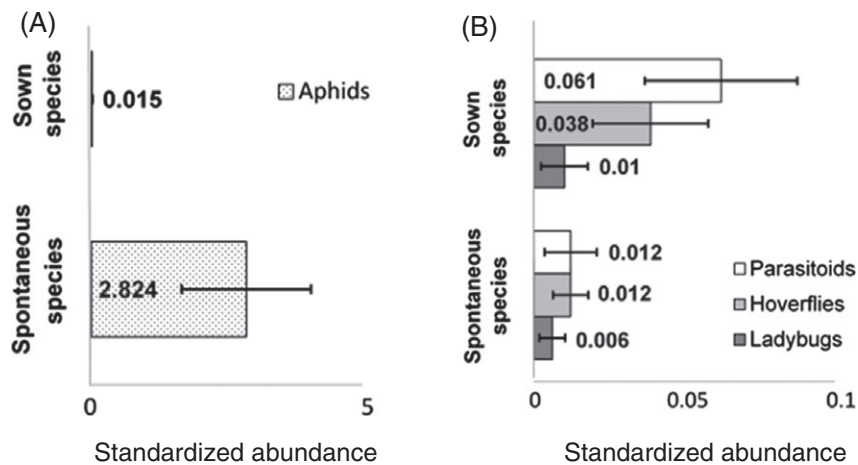 (A)
Sown
species
0.015
Aphids
Spontaneous
species
2.824
0
5
Standardized abundance
(B)
Sown
species
0.061
0.038
0.01
Spontaneous
species
0.012
0.012
0.006
Parasitoids
Hoverflies
Ladybugs
0
0.05
0.1
Standardized abundance